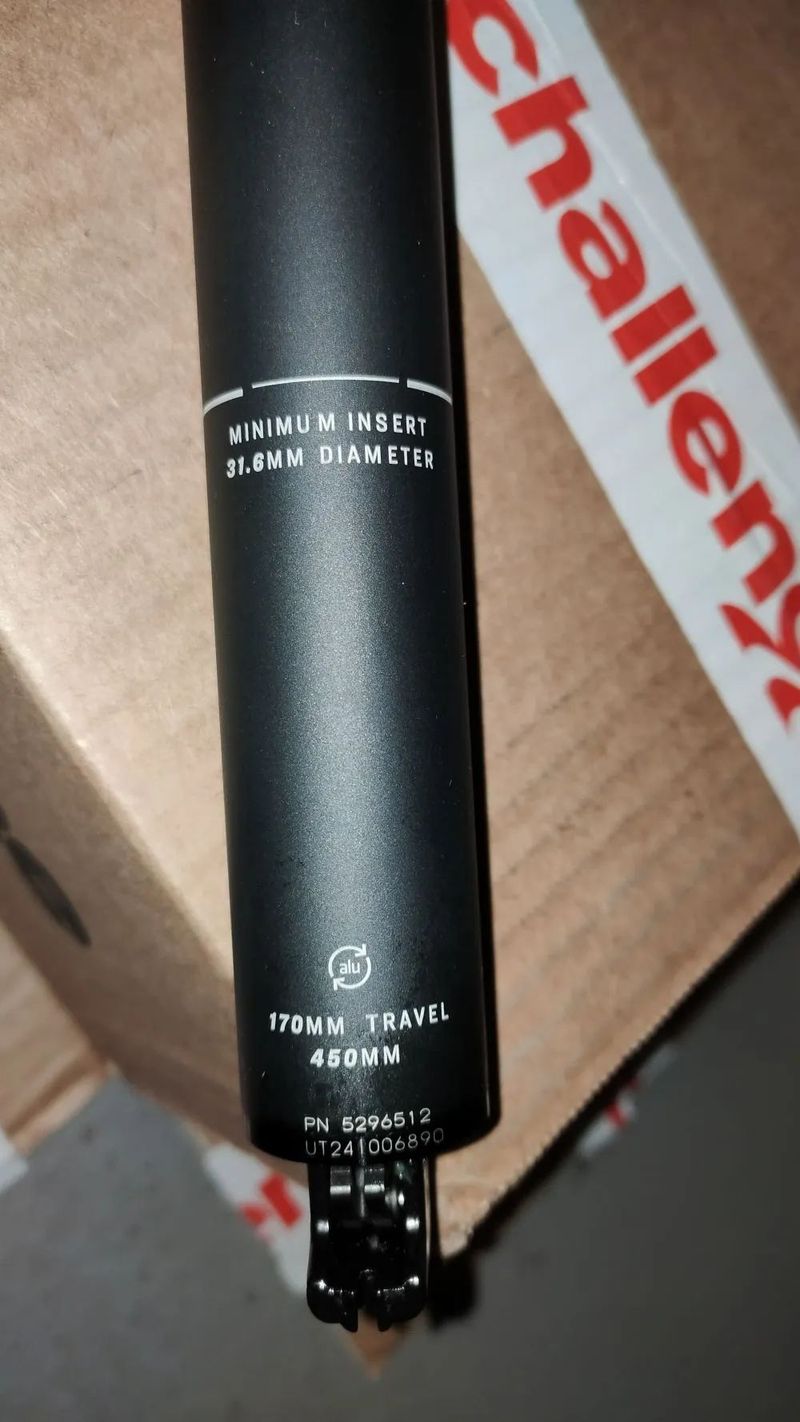 challeng
MINIMUM INSERT
31.6MM DIAMETER
alu
170MM TRAVEL
450MM
PN 5296512
UT241006890